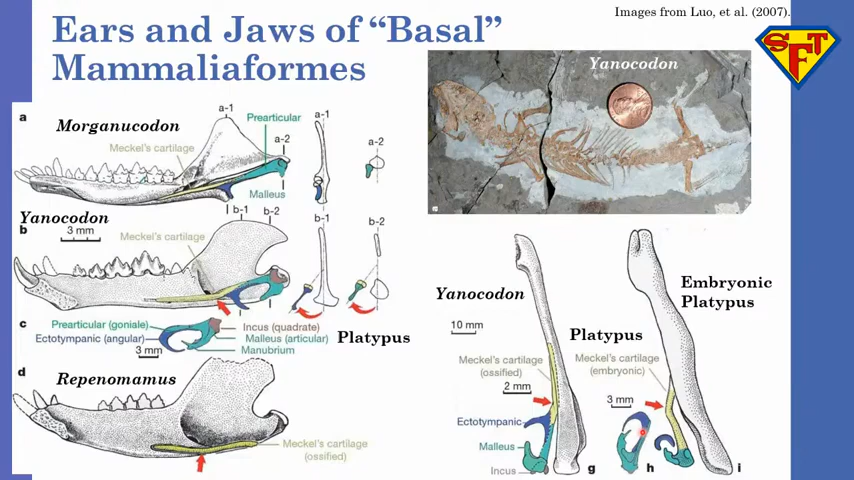 Images from Luo, et al. (2007).
Ears and Jaws of “Basal”
Mammaliaformes
SFT
Yanocodon
a
Morganucodon
a-1
Prearticular
a-2
a-2
a-1
Meckel's cartilage
Malleus
Yanocodon
b
3 mm
b-1
b-2
b-1
b-2
Meckel's cartilage
c
Prearticular (goniale)
Ectotympanic (angular)
3 mm
Incus (quadrate)
Malleus (articular)
Manubrium
Platypus
d
Repenomamus
Meckel's cartilage
(ossified)
Yanocodon
10 mm
Meckel's cartilage
(ossified)
2 mm
Ectotympanic
Malleus
Incus
g
Platypus
Meckel's cartilage
(embryonic)
3 mm
h
Embryonic
Platypus
i